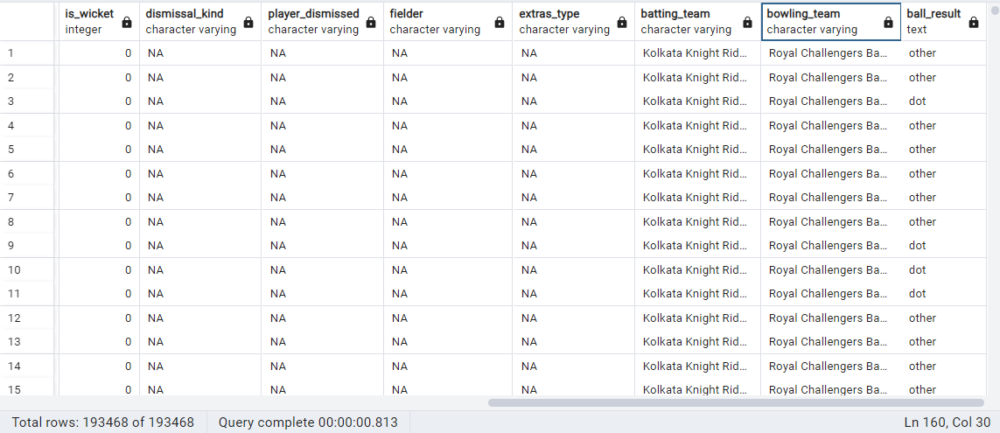 is_wicket dismissal_kind player_dismissed fielder extras_type batting_team bowling_team ball_result
integer character varying character varying character varying character varying character varying character varying text
1 0 NA NA NA NA Kolkata Knight Rid... Royal Challengers Ba... other
2 0 NA NA NA NA Kolkata Knight Rid... Royal Challengers Ba... other
3 0 NA NA NA NA Kolkata Knight Rid... Royal Challengers Ba... dot
4 0 NA NA NA NA Kolkata Knight Rid... Royal Challengers Ba... other
5 0 NA NA NA NA Kolkata Knight Rid... Royal Challengers Ba... other
6 0 NA NA NA NA Kolkata Knight Rid... Royal Challengers Ba... other
7 0 NA NA NA NA Kolkata Knight Rid... Royal Challengers Ba... other
8 0 NA NA NA NA Kolkata Knight Rid... Royal Challengers Ba... other
9 0 NA NA NA NA Kolkata Knight Rid... Royal Challengers Ba... dot
10 0 NA NA NA NA Kolkata Knight Rid... Royal Challengers Ba... dot
11 0 NA NA NA NA Kolkata Knight Rid... Royal Challengers Ba... dot
12 0 NA NA NA NA Kolkata Knight Rid... Royal Challengers Ba... other
13 0 NA NA NA NA Kolkata Knight Rid... Royal Challengers Ba... other
14 0 NA NA NA NA Kolkata Knight Rid... Royal Challengers Ba... other
15 0 NA NA NA NA Kolkata Knight Rid... Royal Challengers Ba... other
Total rows: 193468 of 193468 Query complete 00:00:00.813 Ln 160, Col 30